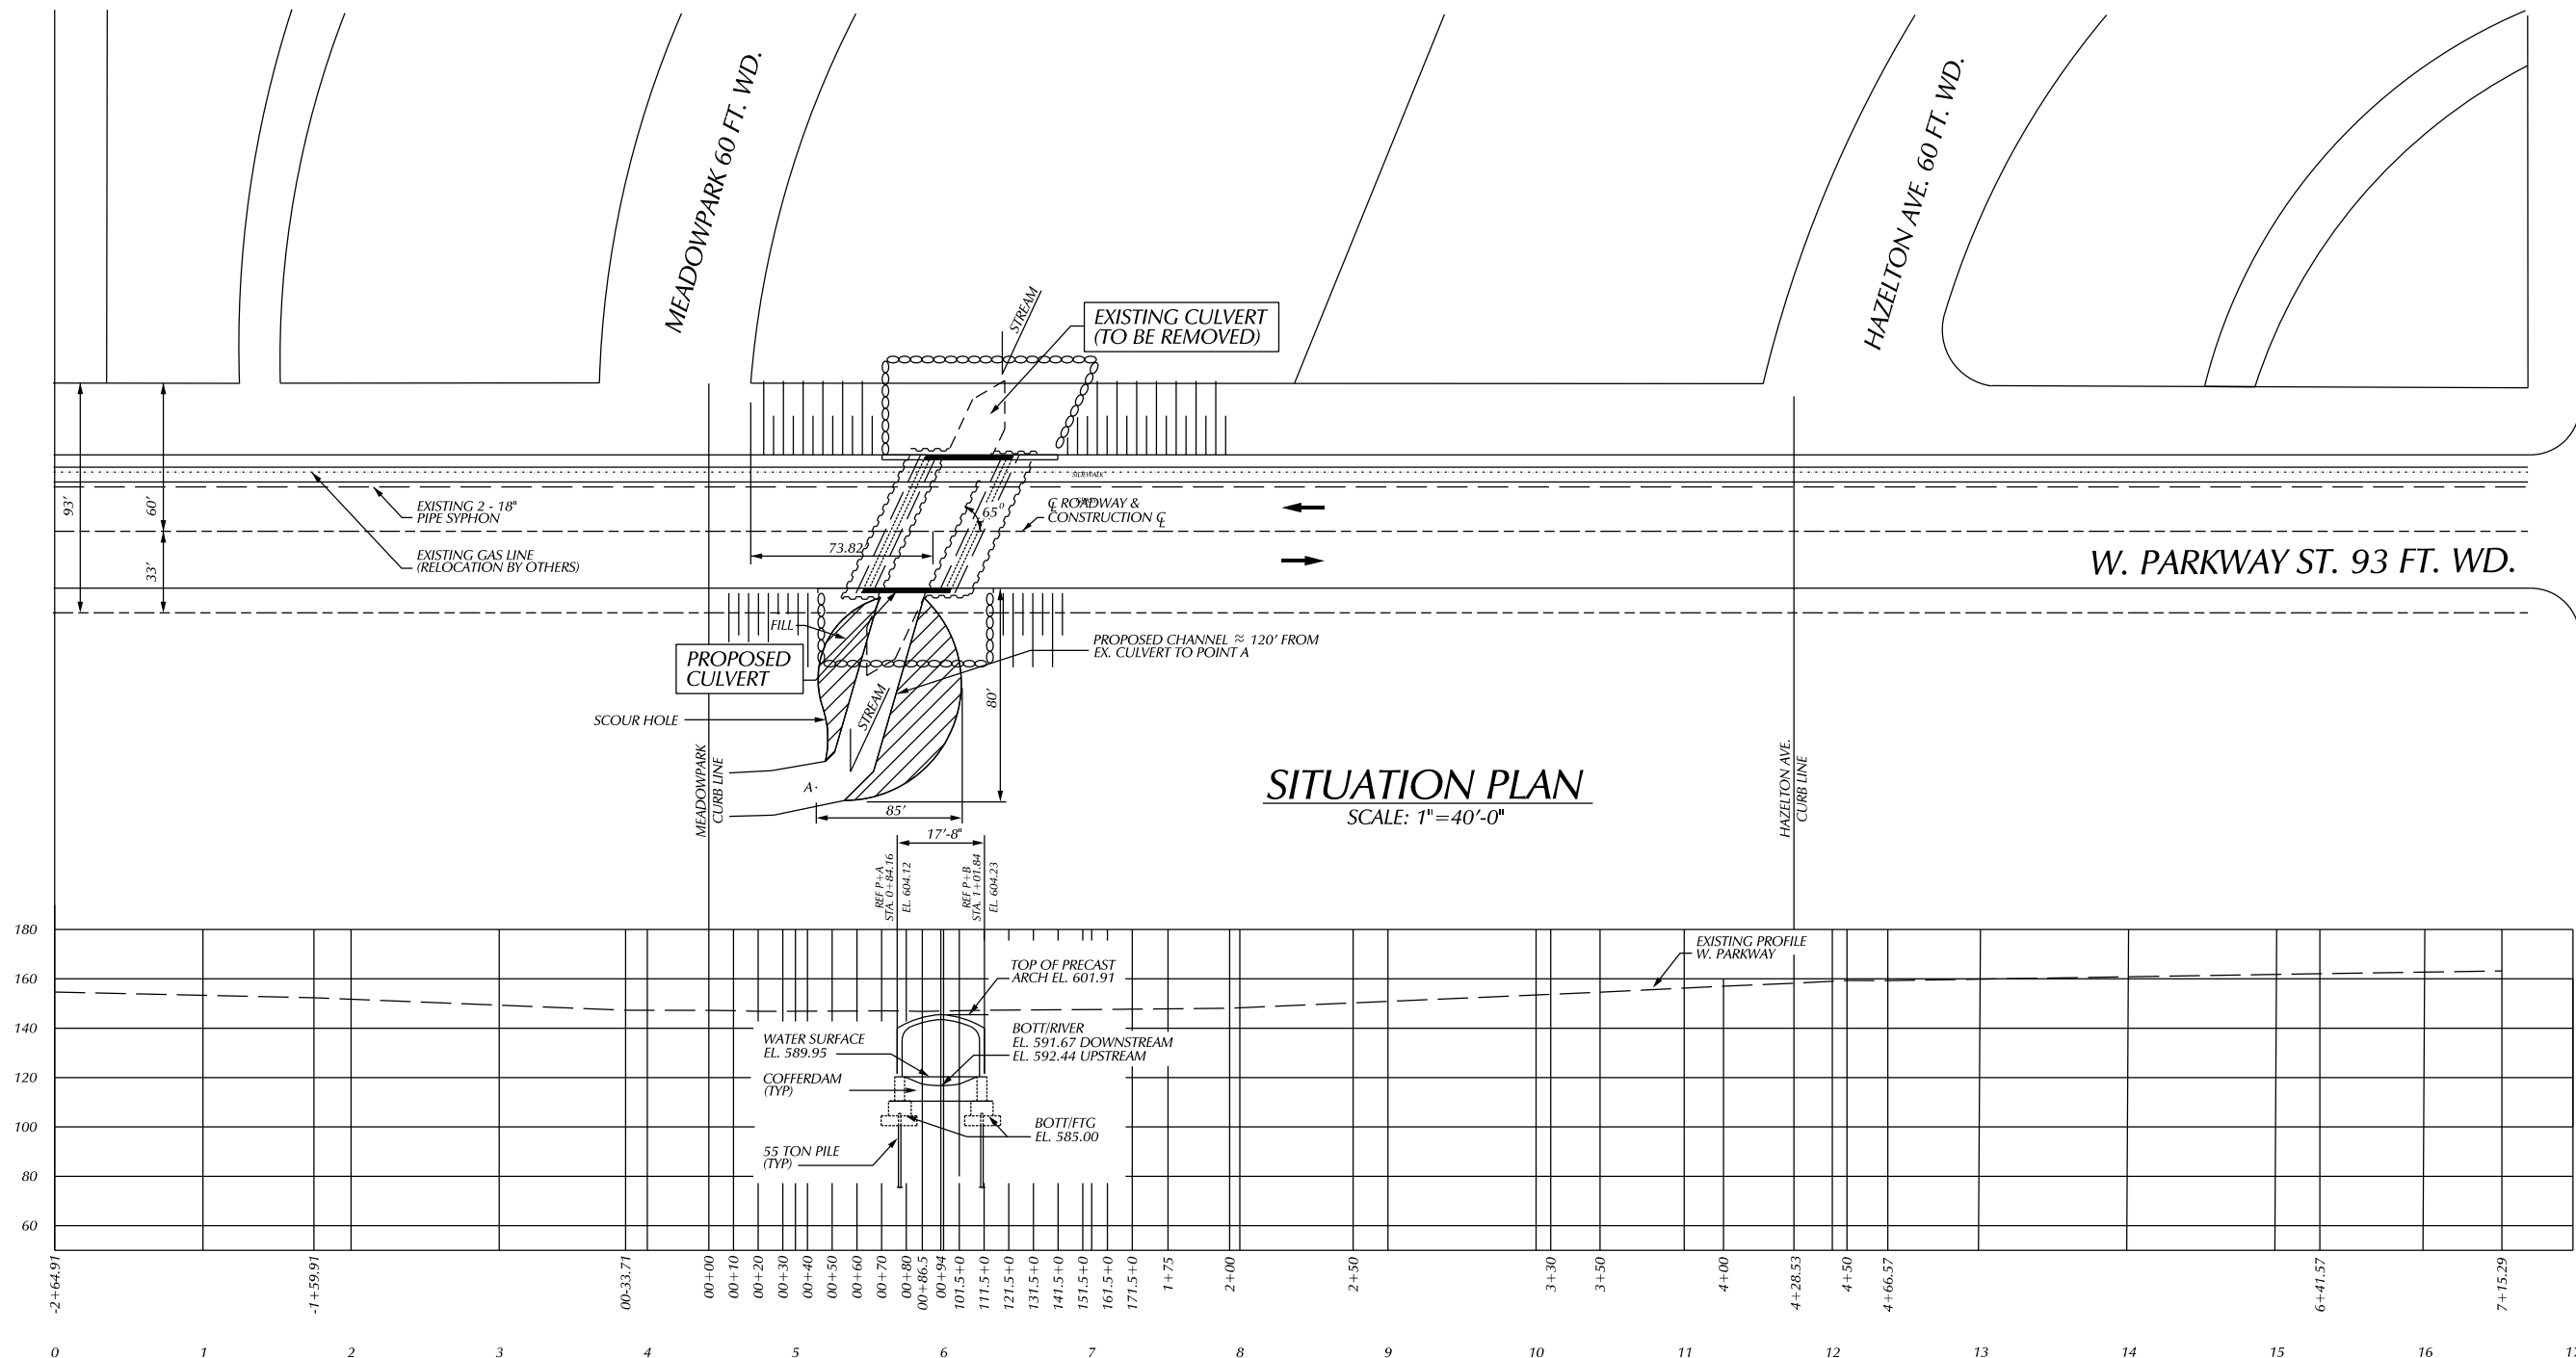 MEADOWPARK 60 FT. WD.
HAZELTON AVE. 60 FT. WD.
STREAM
EXISTING CULVERT
(TO BE REMOVED)
93'
60'
33'
EXISTING 2 - 18"
PIPE SYPHON
EXISTING GAS LINE
(RELOCATION BY OTHERS)
SIDEWALK
65°
℄ ROADWAY &
CONSTRUCTION ℄
73.82'
W. PARKWAY ST. 93 FT. WD.
FILL
PROPOSED
CULVERT
PROPOSED CHANNEL ≈ 120' FROM
EX. CULVERT TO POINT A
SCOUR HOLE
STREAM
80'
A
85'
MEADOWPARK
CURB LINE
SITUATION PLAN
SCALE: 1"=40'-0"
HAZELTON AVE.
CURB LINE
17'-8"
REF P+A
STA. 0+84.16
EL. 604.12
REF P+B
STA. 1+01.84
EL. 604.23
180
160
140
120
100
80
60
EXISTING PROFILE
W. PARKWAY
TOP OF PRECAST
ARCH EL. 601.91
WATER SURFACE
EL. 589.95
BOTT/RIVER
EL. 591.67 DOWNSTREAM
EL. 592.44 UPSTREAM
COFFERDAM
(TYP)
BOTT/FTG
EL. 585.00
55 TON PILE
(TYP)
-2+64.91
-1+59.91
00-33.71
00+00
00+10
00+20
00+30
00+40
00+50
00+60
00+70
00+80
00+86.5
00+94
101.5+0
111.5+0
121.5+0
131.5+0
141.5+0
151.5+0
161.5+0
171.5+0
1+75
2+00
2+50
3+30
3+50
4+00
4+28.53
4+50
4+66.57
6+41.57
7+15.29
0 1 2 3 4 5 6 7 8 9 10 11 12 13 14 15 16 17